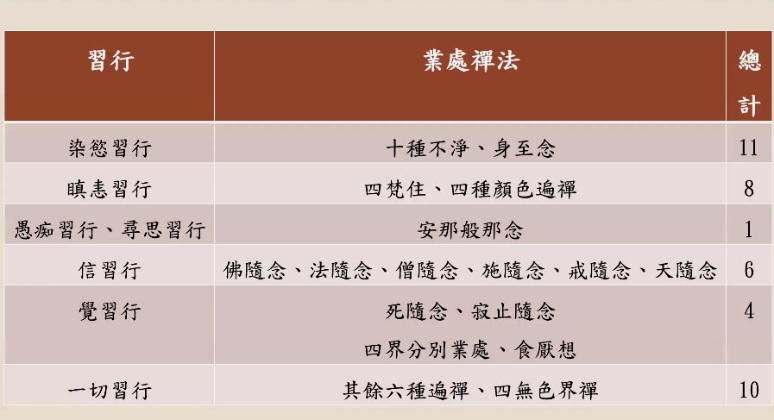 習行 業處禪法 總計
染慾習行 十種不淨、身至念 11
瞋恚習行 四梵住、四種顏色遍禪 8
愚痴習行、尋思習行 安那般那念 1
信習行 佛隨念、法隨念、僧隨念、施隨念、戒隨念、天隨念 6
覺習行 死隨念、寂止隨念 4
四界分別業處、食厭想
一切習行 其餘六種遍禪、四無色界禪 10